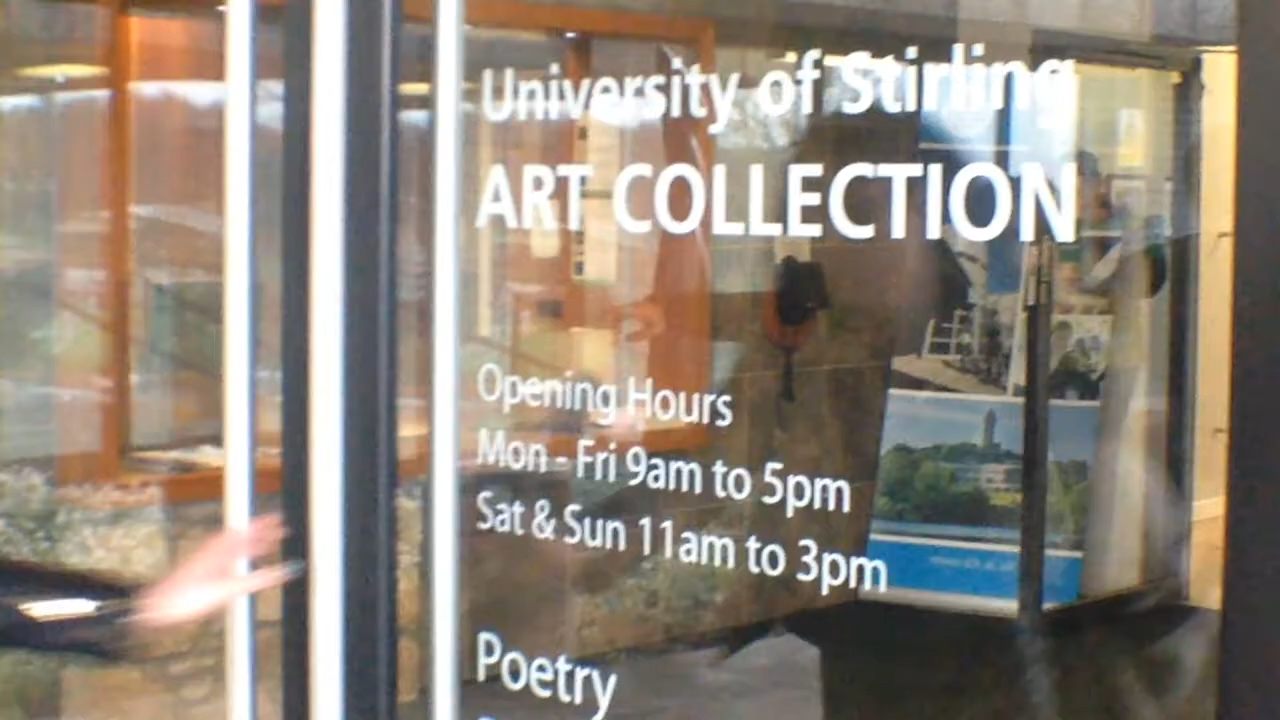 University of Stirling
ART COLLECTION
Opening Hours
Mon - Fri 9am to 5pm
Sat & Sun 11am to 3pm
Poetry